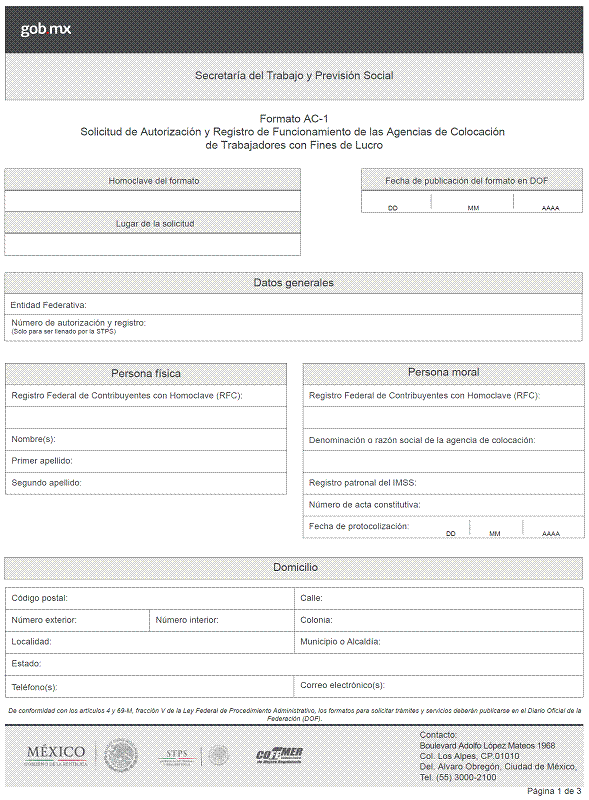 gob.mx
Secretaría del Trabajo y Previsión Social
Formato AC-1
Solicitud de Autorización y Registro de Funcionamiento de las Agencias de Colocación
de Trabajadores con Fines de Lucro
Homoclave del formato
Fecha de publicación del formato en DOF
DD MM AAAA
Lugar de la solicitud
Datos generales
Entidad Federativa:
Número de autorización y registro:
(Solo para ser llenado por la STPS)
Persona física
Registro Federal de Contribuyentes con Homoclave (RFC):
Nombre(s):
Primer apellido:
Segundo apellido:
Persona moral
Registro Federal de Contribuyentes con Homoclave (RFC):
Denominación o razón social de la agencia de colocación:
Registro patronal del IMSS:
Número de acta constitutiva:
Fecha de protocolización:
DD MM AAAA
Domicilio
Código postal: Calle:
Número exterior: Número interior: Colonia:
Localidad: Municipio o Alcaldía:
Estado:
Teléfono(s): Correo electrónico(s):
De conformidad con los artículos 4 y 69-M, fracción V de la Ley Federal de Procedimiento Administrativo, los formatos para solicitar trámites y servicios deberán publicarse en el Diario Oficial de la
Federación (DOF).
MÉXICO
GOBIERNO DE LA REPÚBLICA
STPS
COFEMER
Contacto:
Boulevard Adolfo López Mateos 1968
Col. Los Alpes, CP.01010
Del. Álvaro Obregón, Ciudad de México,
Tel. (55) 3000-2100
Página 1 de 3